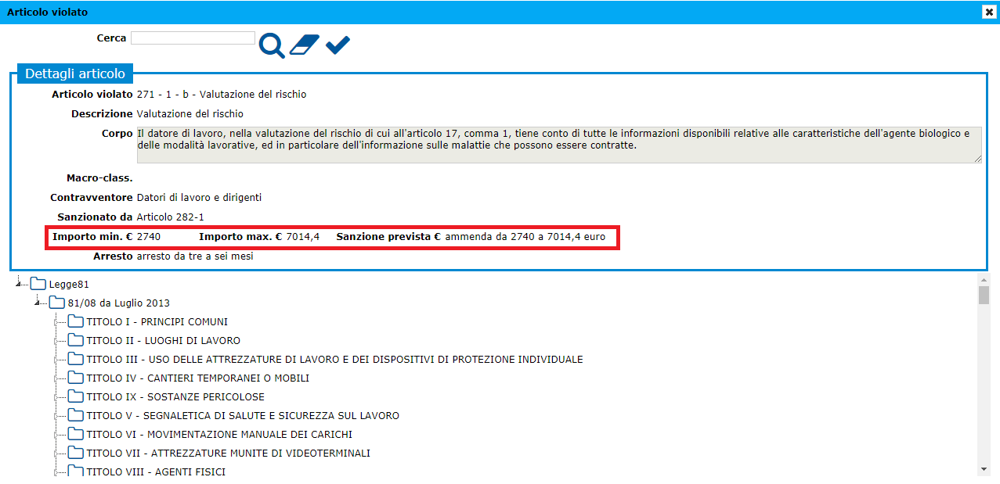 Articolo violato
Cerca
Dettagli articolo
Articolo violato 271 - 1 - b - Valutazione del rischio
Descrizione Valutazione del rischio
Corpo Il datore di lavoro, nella valutazione del rischio di cui all'articolo 17, comma 1, tiene conto di tutte le informazioni disponibili relative alle caratteristiche dell'agente biologico e
delle modalità lavorative, ed in particolare dell'informazione sulle malattie che possono essere contratte.
Macro-class.
Contravventore Datori di lavoro e dirigenti
Sanzionato da Articolo 282-1
Importo min. € 2740 Importo max. € 7014,4 Sanzione prevista € ammenda da 2740 a 7014,4 euro
Arresto arresto da tre a sei mesi
Legge81
81/08 da Luglio 2013
TITOLO I - PRINCIPI COMUNI
TITOLO II - LUOGHI DI LAVORO
TITOLO III - USO DELLE ATTREZZATURE DI LAVORO E DEI DISPOSITIVI DI PROTEZIONE INDIVIDUALE
TITOLO IV - CANTIERI TEMPORANEI O MOBILI
TITOLO IX - SOSTANZE PERICOLOSE
TITOLO V - SEGNALETICA DI SALUTE E SICUREZZA SUL LAVORO
TITOLO VI - MOVIMENTAZIONE MANUALE DEI CARICHI
TITOLO VII - ATTREZZATURE MUNITE DI VIDEOTERMINALI
TITOLO VIII - AGENTI FISICI